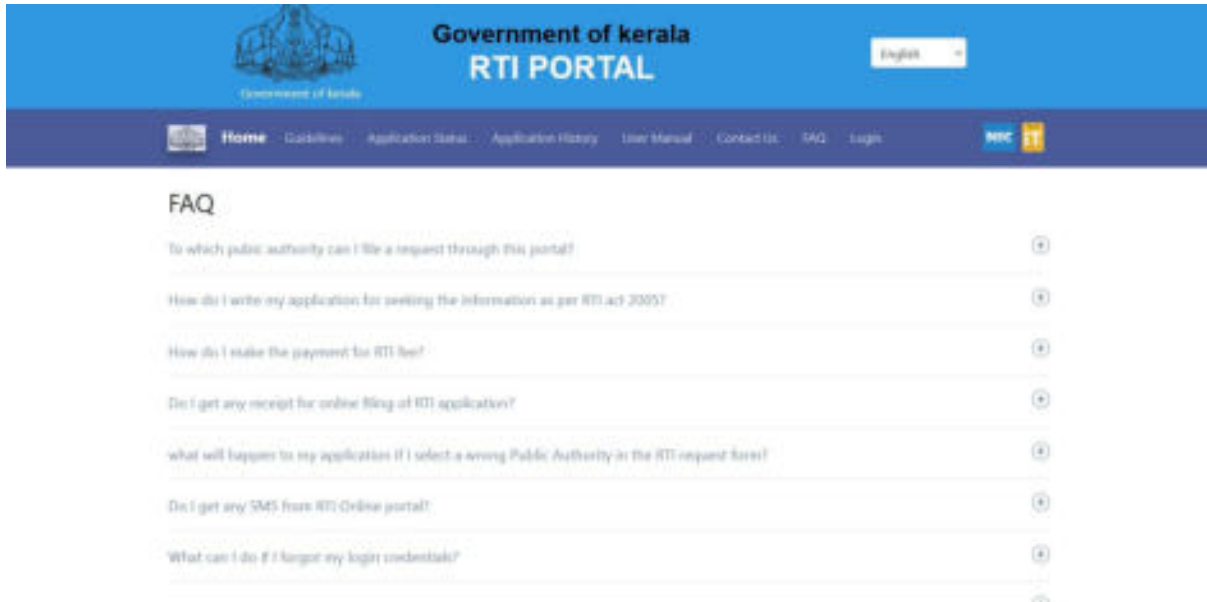 Government of kerala
RTI PORTAL
English
Government of kerala
Home Guidelines Application Status Application History User Manual Contact Us FAQ Login
NIC iT
FAQ
To which public authority can I file a request through this portal?
How do I write my application for seeking the information as per RTI act 2005?
How do I make the payment for RTI fee?
Do I get any receipt for online filing of RTI application?
what will happen to my application if I select a wrong Public Authority in the RTI request form?
Do I get any SMS from RTI Online portal?
What can I do if I forgot my login credentials?